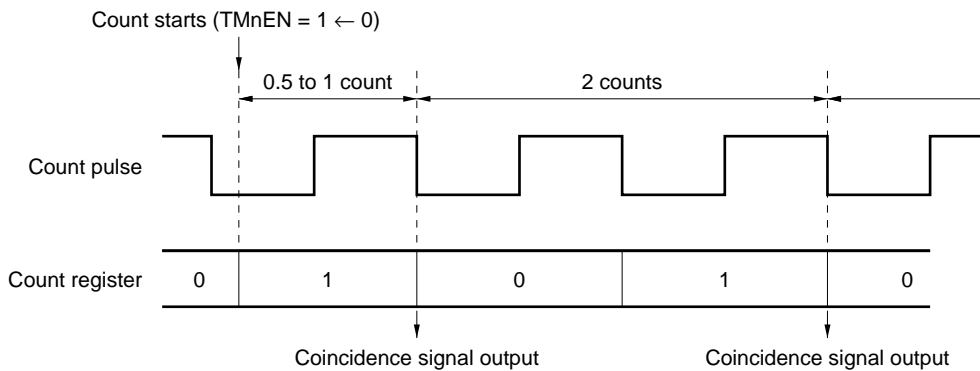 Count starts (TMnEN = 1 ← 0)
0.5 to 1 count
2 counts
Count pulse
Count register
0
1
0
1
0
Coincidence signal output
Coincidence signal output